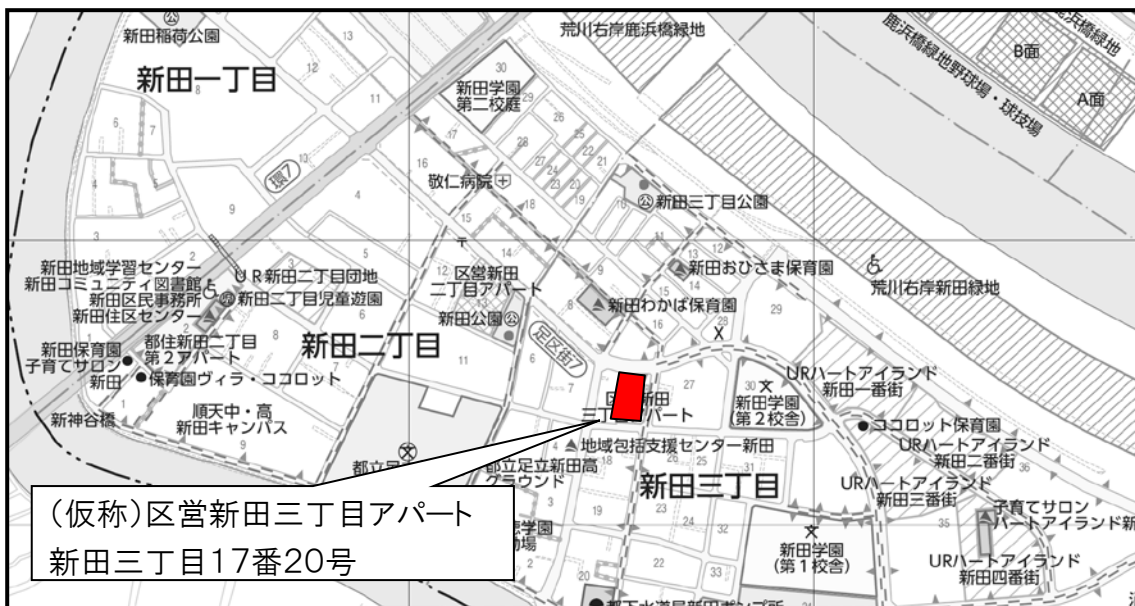 新田稲荷公園
新田一丁目
荒川右岸鹿浜橋緑地
鹿浜橋緑地
鹿浜橋緑地野球場・球技場
B面
A面
新田学園
第二校庭
環7
敬仁病院
新田三丁目公園
新田地域学習センター
新田コミュニティ図書館
新田区民事務所
新田住区センター
UR新田二丁目団地
新田二丁目児童遊園
区営新田
二丁目アパート
新田公園
新田おひさま保育園
新田わかば保育園
荒川右岸新田緑地
新田保育園
子育てサロン
新田
都住新田二丁目
第2アパート
保育園ヴィラ・ココロット
新田二丁目
足区街7
新神谷橋
順天中・高
新田キャンパス
新田学園
(第2校舎)
URハートアイランド
新田一番街
ココロット保育園
URハートアイランド
新田二番街
地域包括支援センター新田
都立足立新田高
グラウンド
新田三丁目
URハートアイランド
新田三番街
子育てサロン
新田学園
(第1校舎)
URハートアイランド
新田四番街
(仮称)区営新田三丁目アパート
新田三丁目17番20号